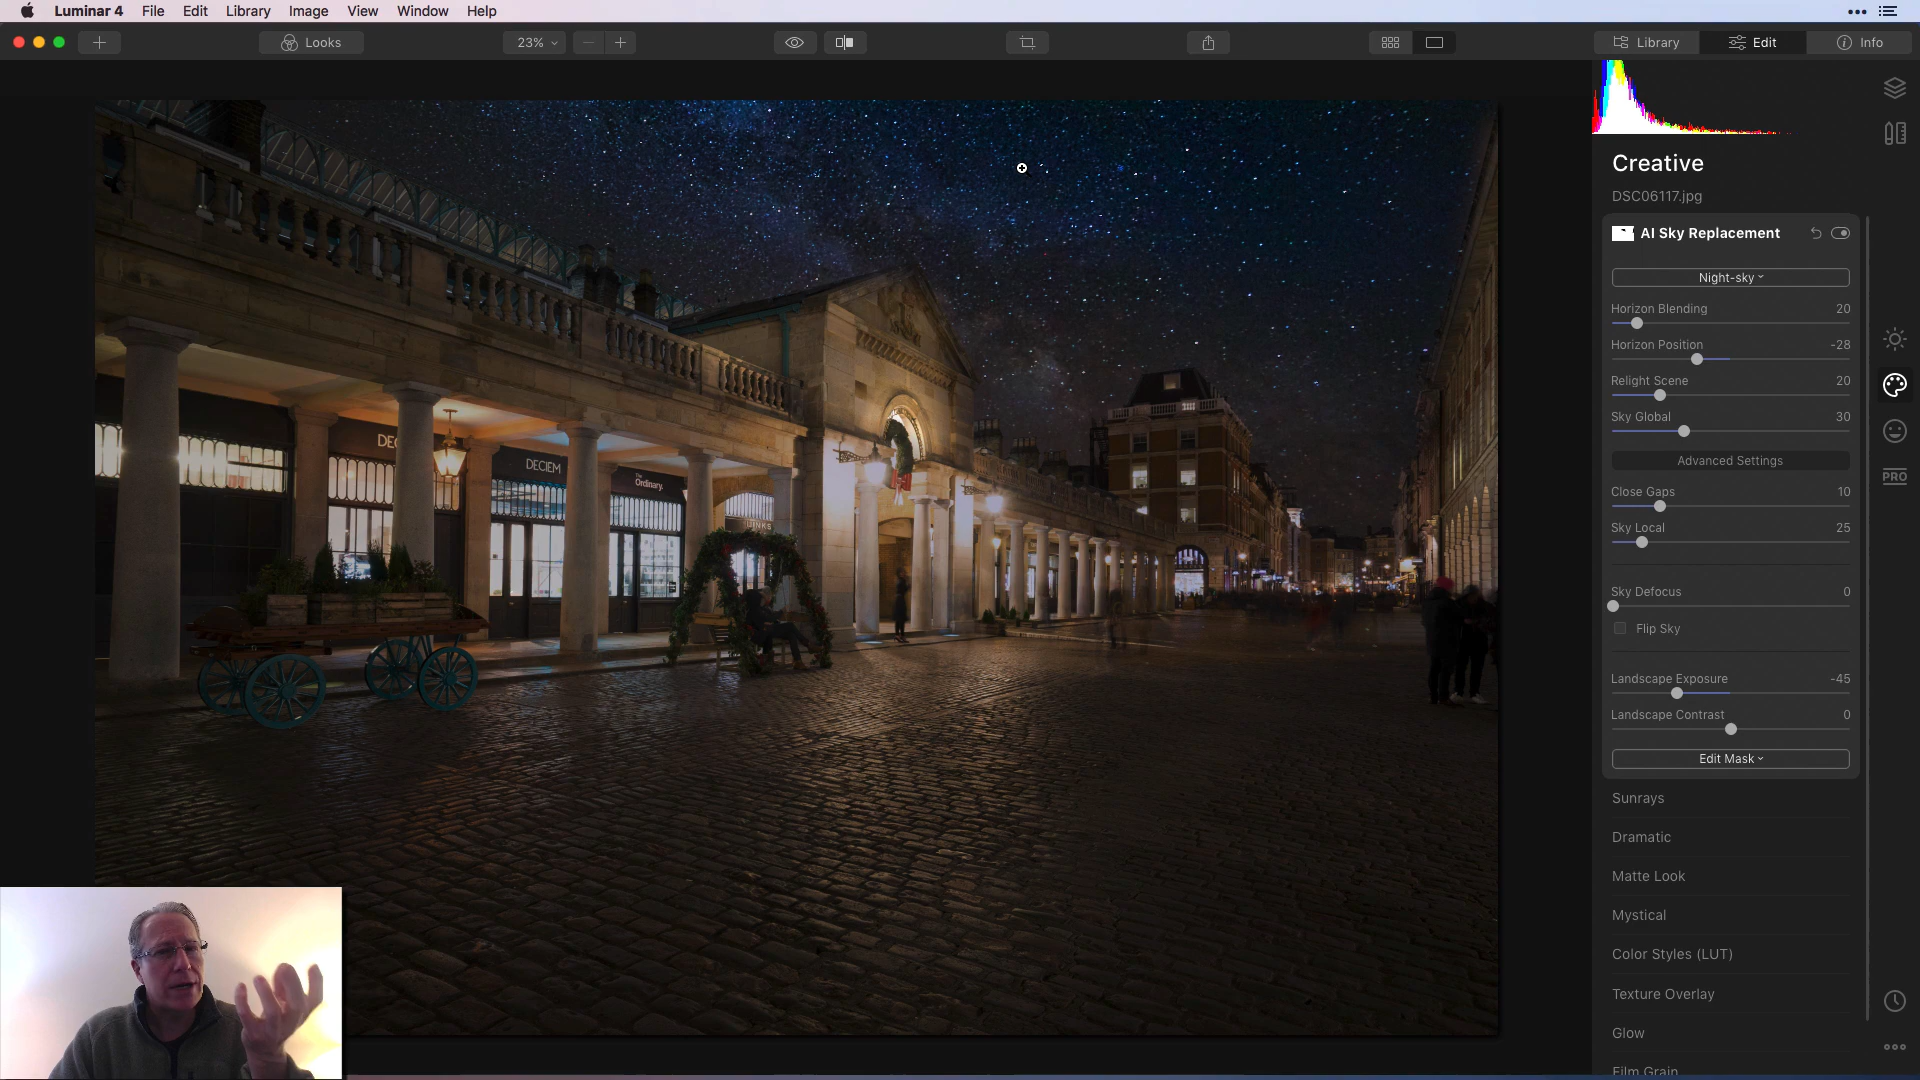 Luminar 4 File Edit Library Image View Window Help
Looks 23% Library Edit Info
Creative
DSC06117.jpg
AI Sky Replacement
Night-sky
Horizon Blending 20
Horizon Position -28
Relight Scene 20
Sky Global 30
Advanced Settings
Close Gaps 10
Sky Local 25
Sky Defocus 0
Flip Sky
Landscape Exposure -45
Landscape Contrast 0
Edit Mask
Sunrays
Dramatic
Matte Look
Mystical
Color Styles (LUT)
Texture Overlay
Glow
Film Grain
PRO
DEC
DECIEM
The
Ordinary.
LINKS